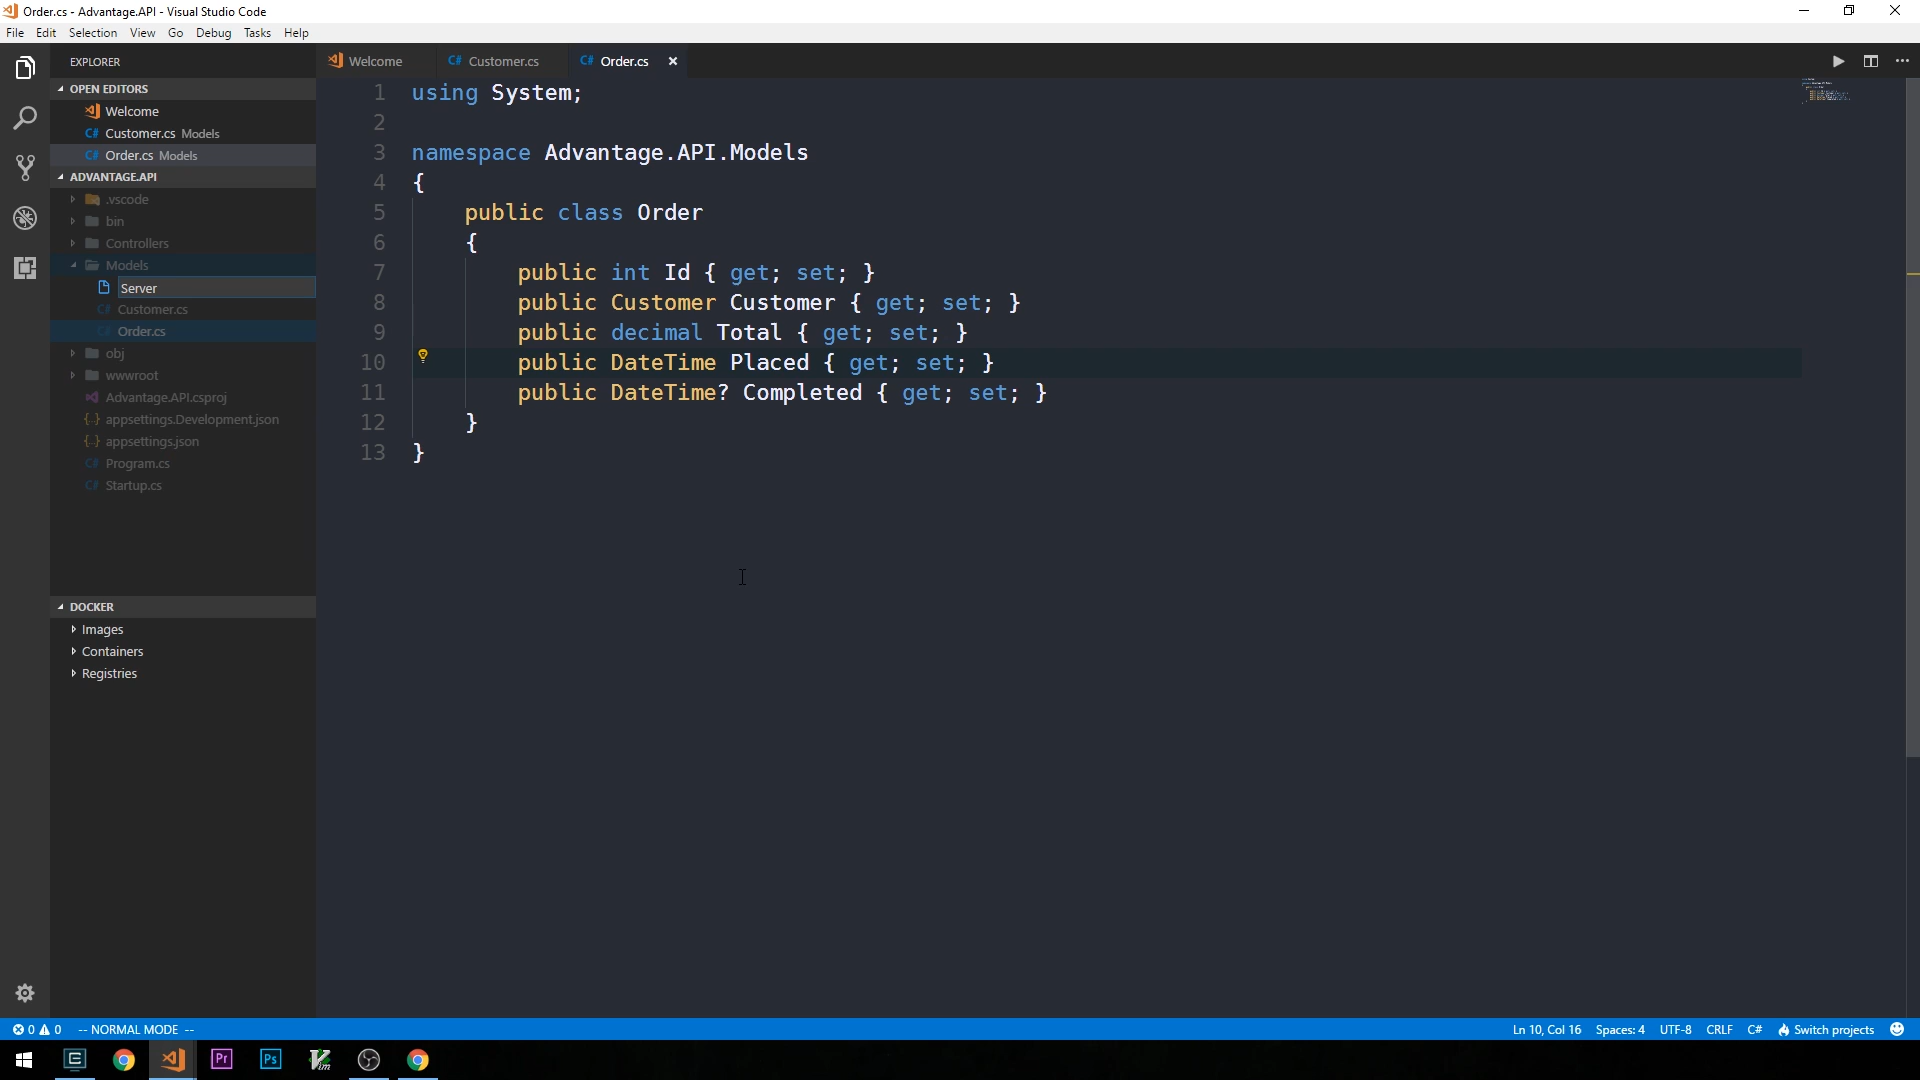 Order.cs - Advantage.API - Visual Studio Code
File Edit Selection View Go Debug Tasks Help
EXPLORER
OPEN EDITORS
Welcome
C# Customer.cs Models
C# Order.cs Models
ADVANTAGE.API
.vscode
bin
Controllers
Models
Server
C# Customer.cs
C# Order.cs
obj
wwwroot
Advantage.API.csproj
{..} appsettings.Development.json
{..} appsettings.json
C# Program.cs
C# Startup.cs
DOCKER
Images
Containers
Registries
Welcome C# Customer.cs C# Order.cs
1 using System;
2
3 namespace Advantage.API.Models
4 {
5 public class Order
6 {
7 public int Id { get; set; }
8 public Customer Customer { get; set; }
9 public decimal Total { get; set; }
10 public DateTime Placed { get; set; }
11 public DateTime? Completed { get; set; }
12 }
13 }
0 0 -- NORMAL MODE -- Ln 10, Col 16 Spaces: 4 UTF-8 CRLF C# Switch projects
Pr Ps Vim